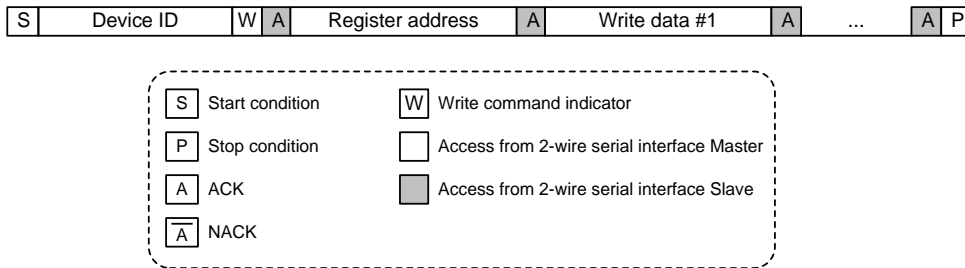 S Device ID W A Register address A Write data #1 A ... A P
S Start condition W Write command indicator
P Stop condition Access from 2-wire serial interface Master
A ACK Access from 2-wire serial interface Slave
A̅ NACK